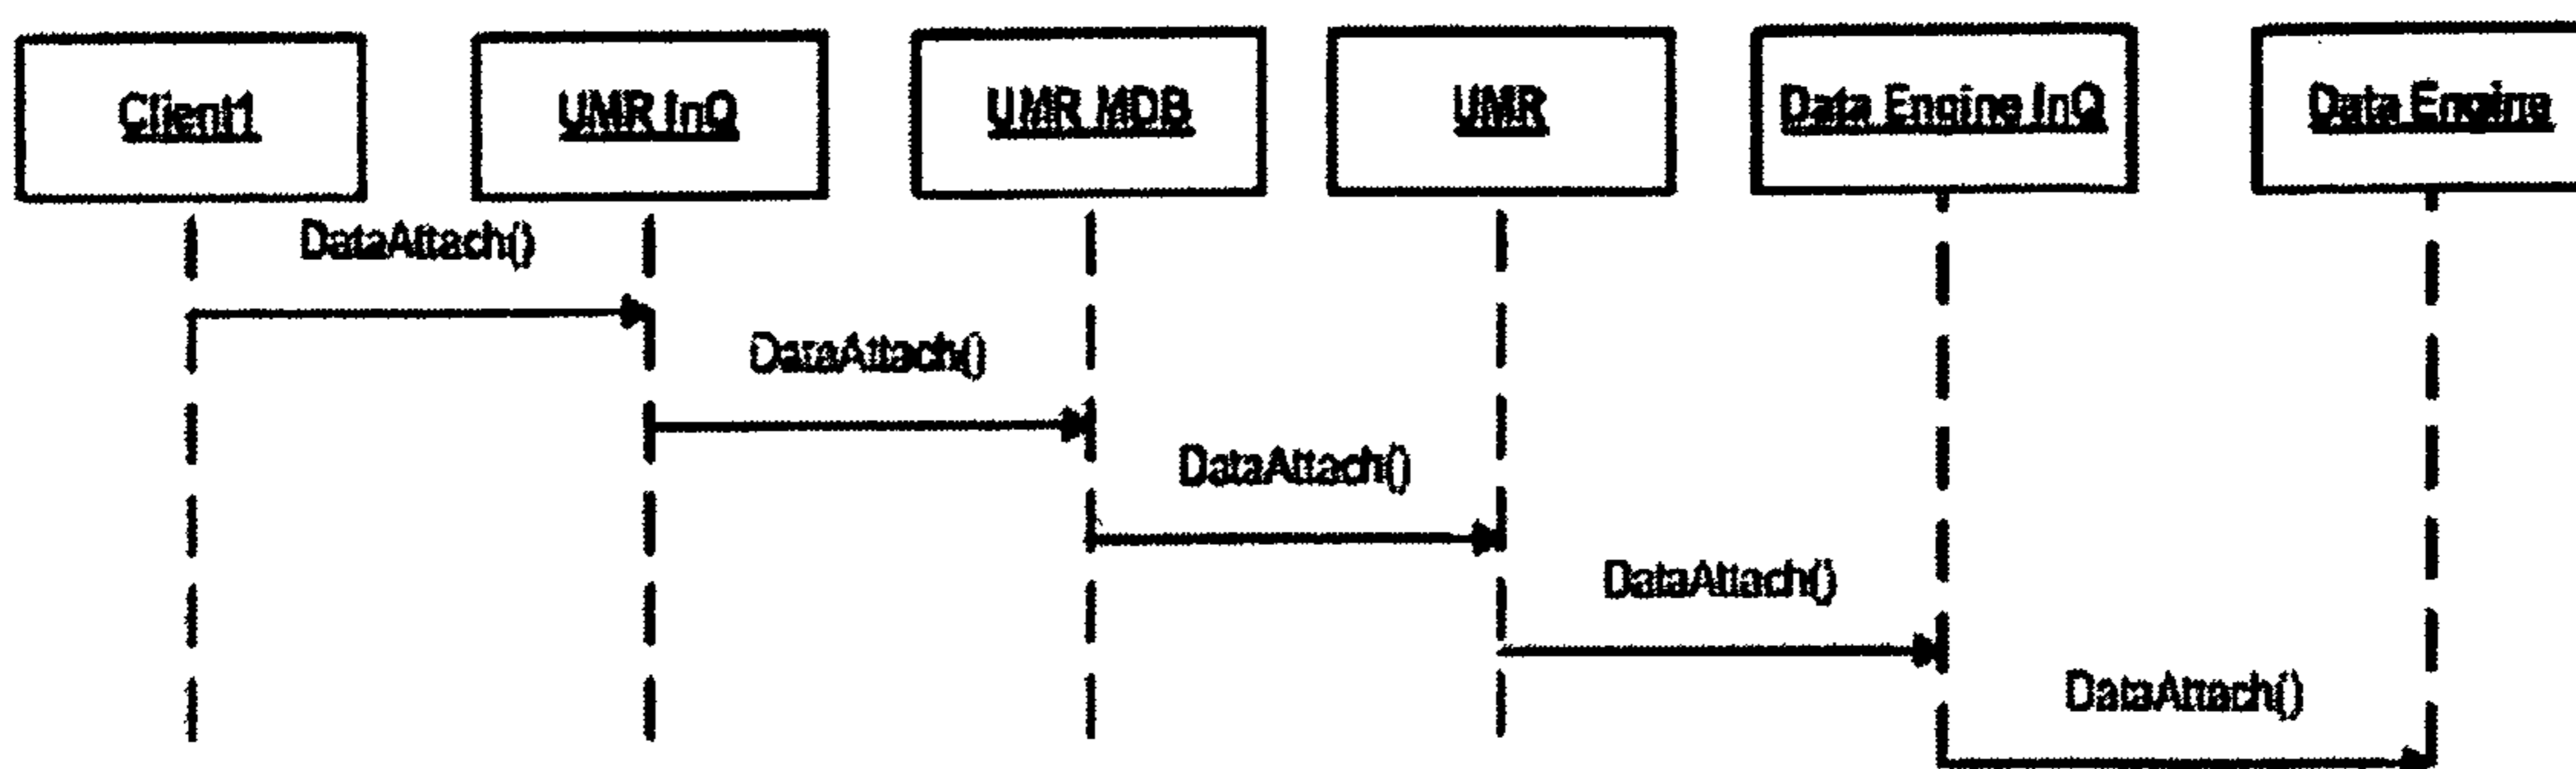 Client1
UMR InQ
UMR MDB
UMR
Data Engine InQ
Data Engine
DataAttach()
DataAttach()
DataAttach()
DataAttach()
DataAttach()